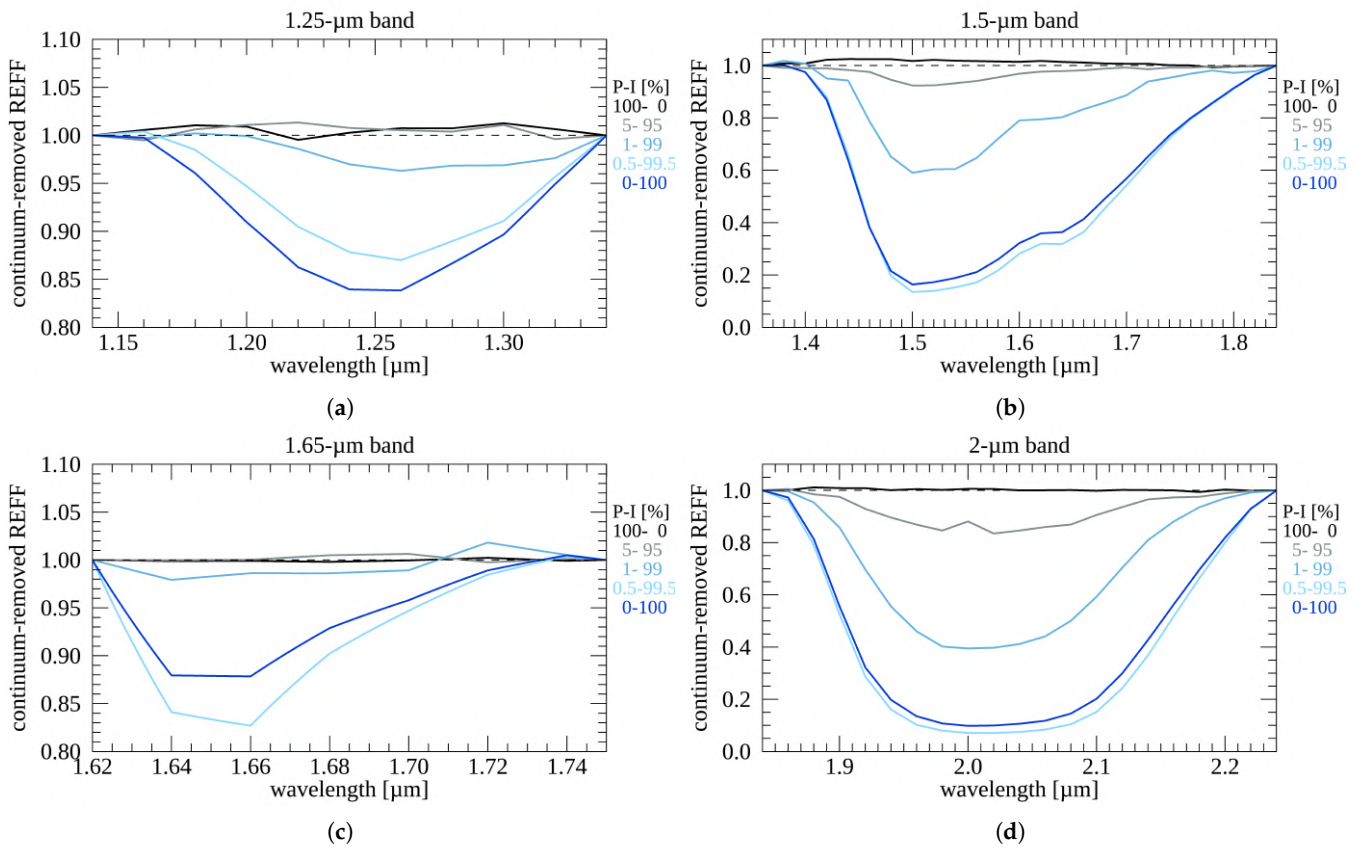 1.25-µm band
continuum-removed REFF
1.10
1.05
1.00
0.95
0.90
0.85
0.80
1.15 1.20 1.25 1.30
wavelength [µm]
P-I [%]
100- 0
5- 95
1- 99
0.5-99.5
0-100
(a)
1.5-µm band
continuum-removed REFF
1.0
0.8
0.6
0.4
0.2
0.0
1.4 1.5 1.6 1.7 1.8
wavelength [µm]
P-I [%]
100- 0
5- 95
1- 99
0.5-99.5
0-100
(b)
1.65-µm band
continuum-removed REFF
1.10
1.05
1.00
0.95
0.90
0.85
0.80
1.62 1.64 1.66 1.68 1.70 1.72 1.74
wavelength [µm]
P-I [%]
100- 0
5- 95
1- 99
0.5-99.5
0-100
(c)
2-µm band
continuum-removed REFF
1.0
0.8
0.6
0.4
0.2
0.0
1.9 2.0 2.1 2.2
wavelength [µm]
P-I [%]
100- 0
5- 95
1- 99
0.5-99.5
0-100
(d)